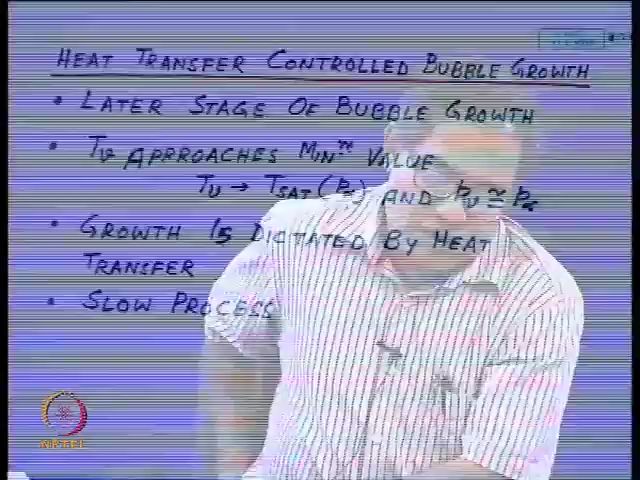 HEAT TRANSFER CONTROLLED BUBBLE GROWTH
• LATER STAGE OF BUBBLE GROWTH
• Tv APPROACHES MINm VALUE
Tv → TSAT (P∞) AND Pv ≅ P∞
• GROWTH IS DICTATED BY HEAT
TRANSFER
• SLOW PROCESS
NPTEL